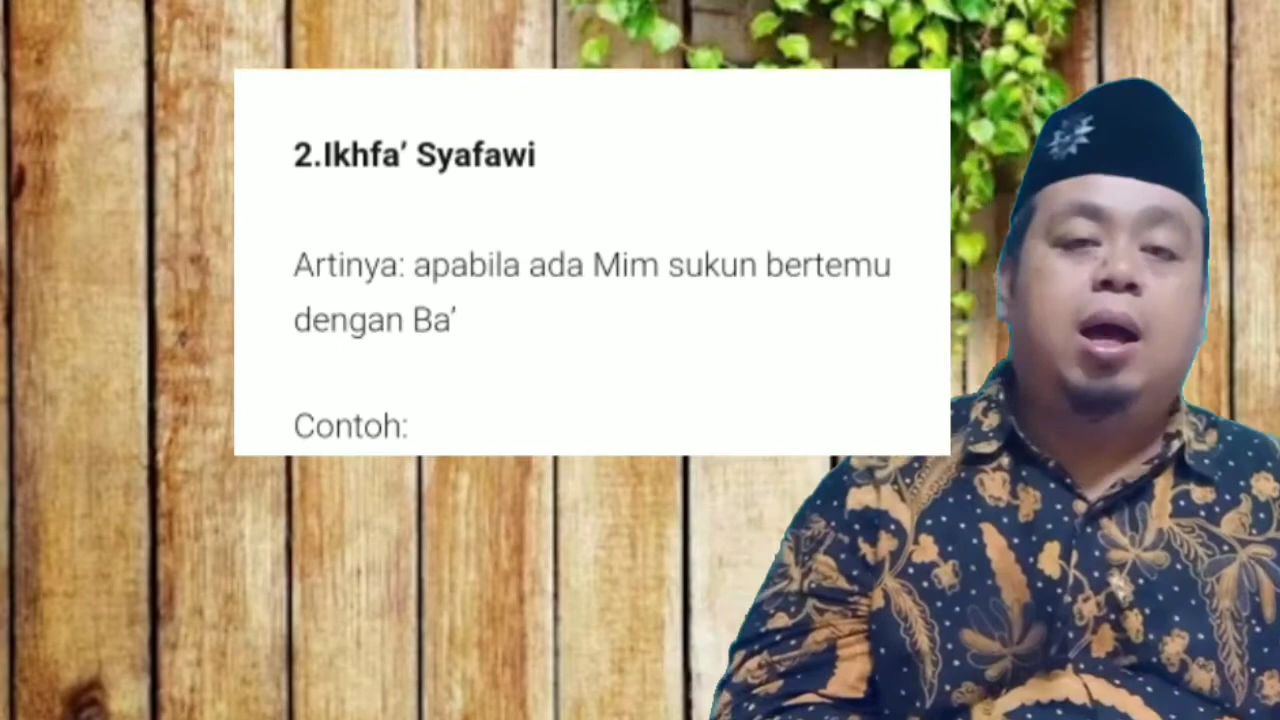 2.Ikhfa’ Syafawi
Artinya: apabila ada Mim sukun bertemu
dengan Ba’
Contoh: